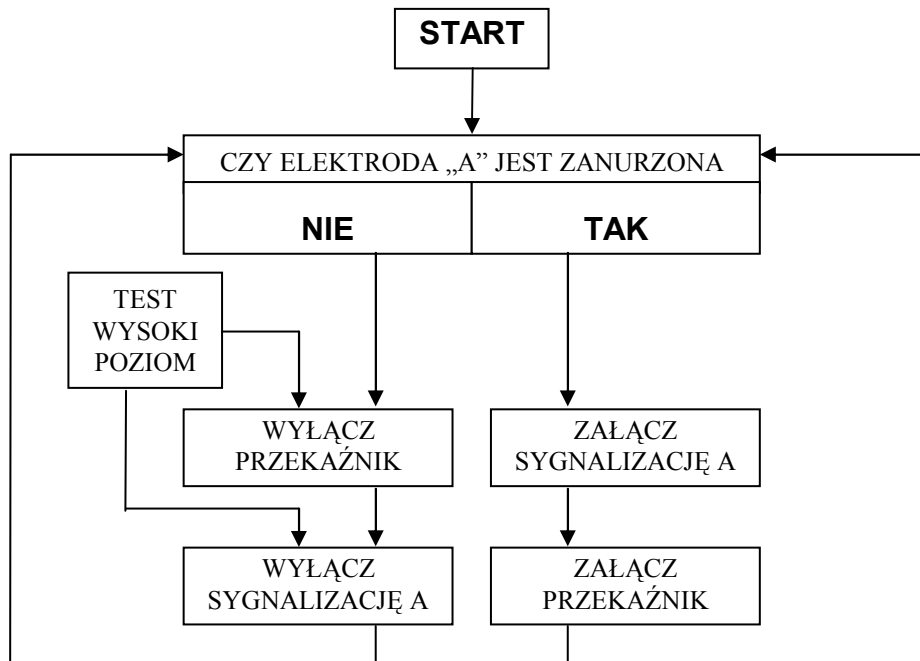 START
CZY ELEKTRODA „A” JEST ZANURZONA
NIE
TAK
TEST
WYSOKI
POZIOM
WYŁĄCZ
PRZEKAŹNIK
ZAŁĄCZ
SYGNALIZACJĘ A
WYŁĄCZ
SYGNALIZACJĘ A
ZAŁĄCZ
PRZEKAŹNIK